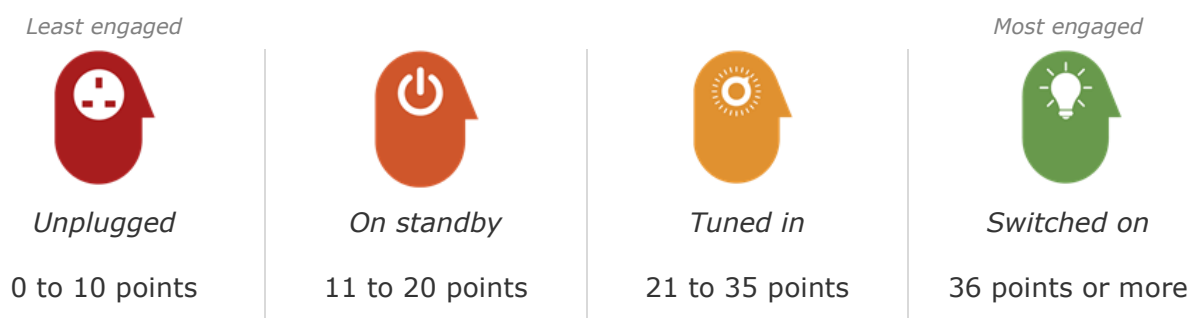 Least engaged
Most engaged
Unplugged
On standby
Tuned in
Switched on
0 to 10 points
11 to 20 points
21 to 35 points
36 points or more